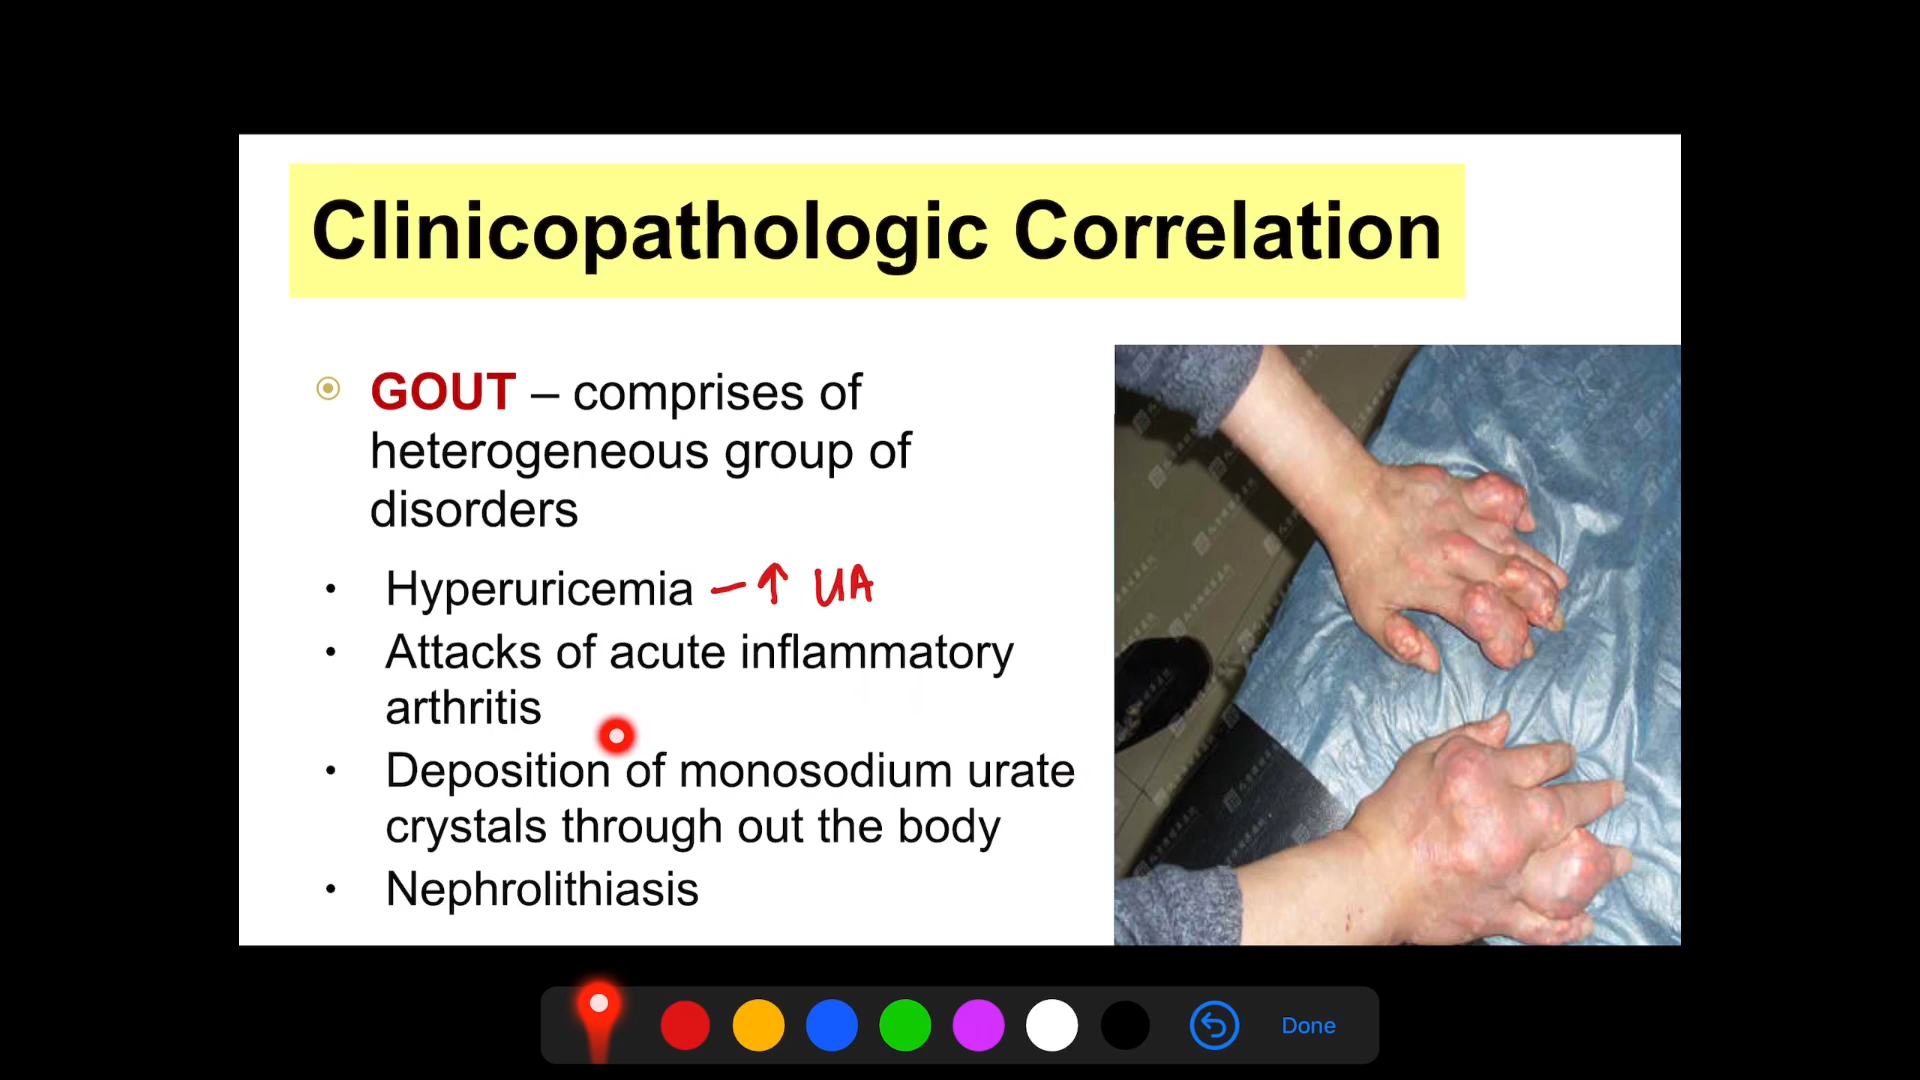 Clinicopathologic Correlation
GOUT – comprises of
heterogeneous group of
disorders
• Hyperuricemia – ↑ UA
• Attacks of acute inflammatory
arthritis
• Deposition of monosodium urate
crystals through out the body
• Nephrolithiasis
Done